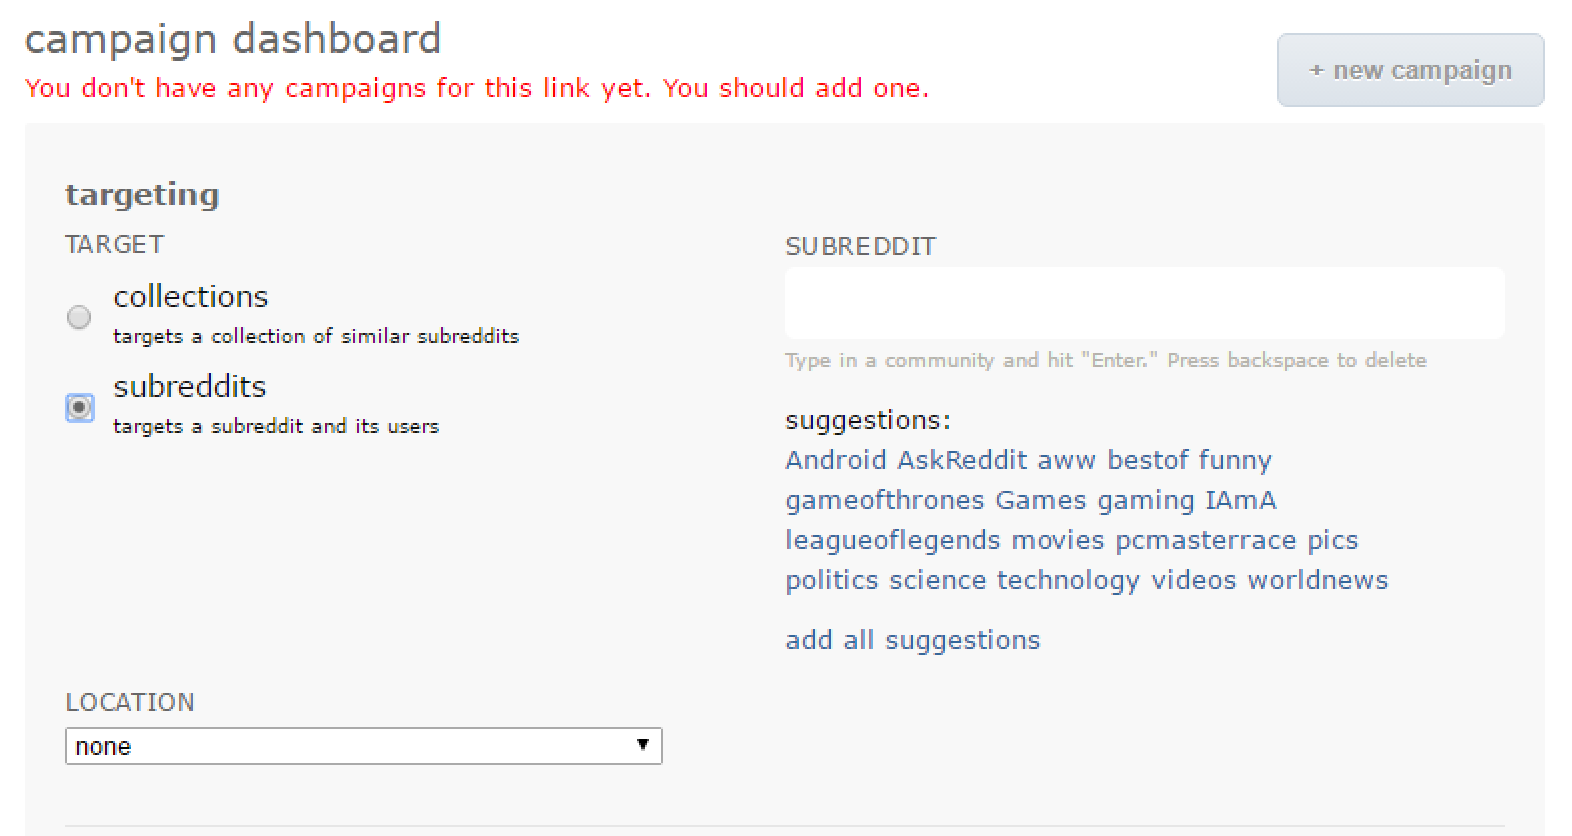 campaign dashboard
You don't have any campaigns for this link yet. You should add one.
+ new campaign
targeting
TARGET
collections
targets a collection of similar subreddits
subreddits
targets a subreddit and its users
SUBREDDIT
Type in a community and hit "Enter." Press backspace to delete
suggestions:
Android AskReddit aww bestof funny
gameofthrones Games gaming IAmA
leagueoflegends movies pcmasterrace pics
politics science technology videos worldnews
add all suggestions
LOCATION
none